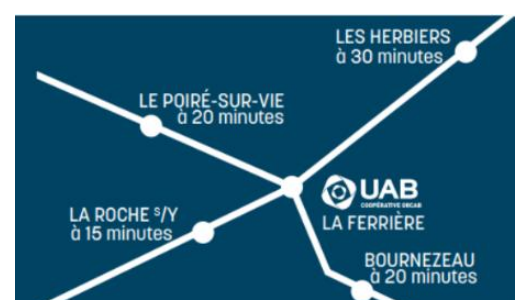 LES HERBIERS
à 30 minutes
LE POIRÉ-SUR-VIE
à 20 minutes
UAB
COOPÉRATIVE ORCAB
LA FERRIÈRE
LA ROCHE S/Y
à 15 minutes
BOURNEZEAU
à 20 minutes